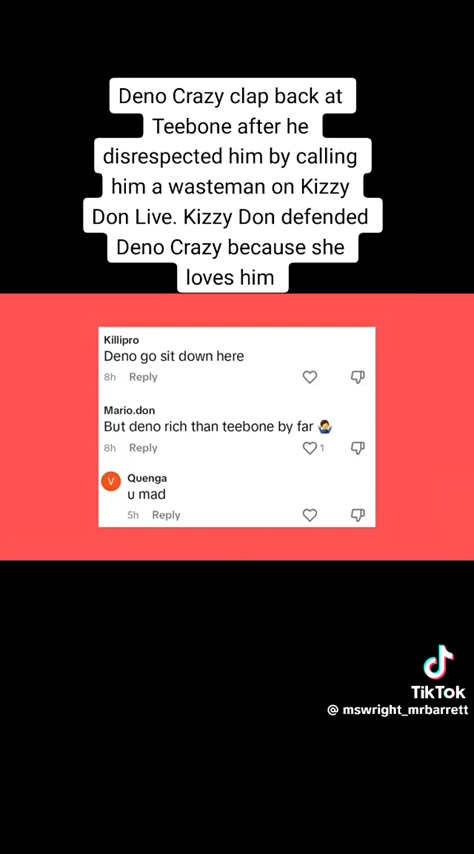 Deno Crazy clap back at
Teebone after he
disrespected him by calling
him a wasteman on Kizzy
Don Live. Kizzy Don defended
Deno Crazy because she
loves him
Killipro
Deno go sit down here
8h Reply
Mario.don
But deno rich than teebone by far 🤷‍♂️
8h Reply 1
V Quenga
u mad
5h Reply
TikTok
@ mswright_mrbarrett